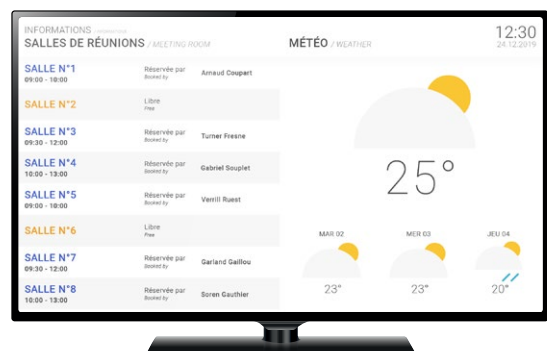 INFORMATIONS
SALLES DE RÉUNIONS / MEETING ROOM
MÉTÉO / WEATHER
12:30
24.12.2019
SALLE N°1
09:00 - 10:00
Réservée par
Booked by
Arnaud Coupart
SALLE N°2
Libre
Free
SALLE N°3
09:30 - 12:00
Réservée par
Booked by
Turner Fresne
SALLE N°4
10:00 - 13:00
Réservée par
Booked by
Gabriel Souplet
SALLE N°5
09:00 - 10:00
Réservée par
Booked by
Verrill Ruest
SALLE N°6
Libre
Free
SALLE N°7
09:30 - 12:00
Réservée par
Booked by
Garland Gaillou
SALLE N°8
10:00 - 13:00
Réservée par
Booked by
Soren Gauthier
25°
MAR 02
MER 03
JEU 04
23°
23°
20°